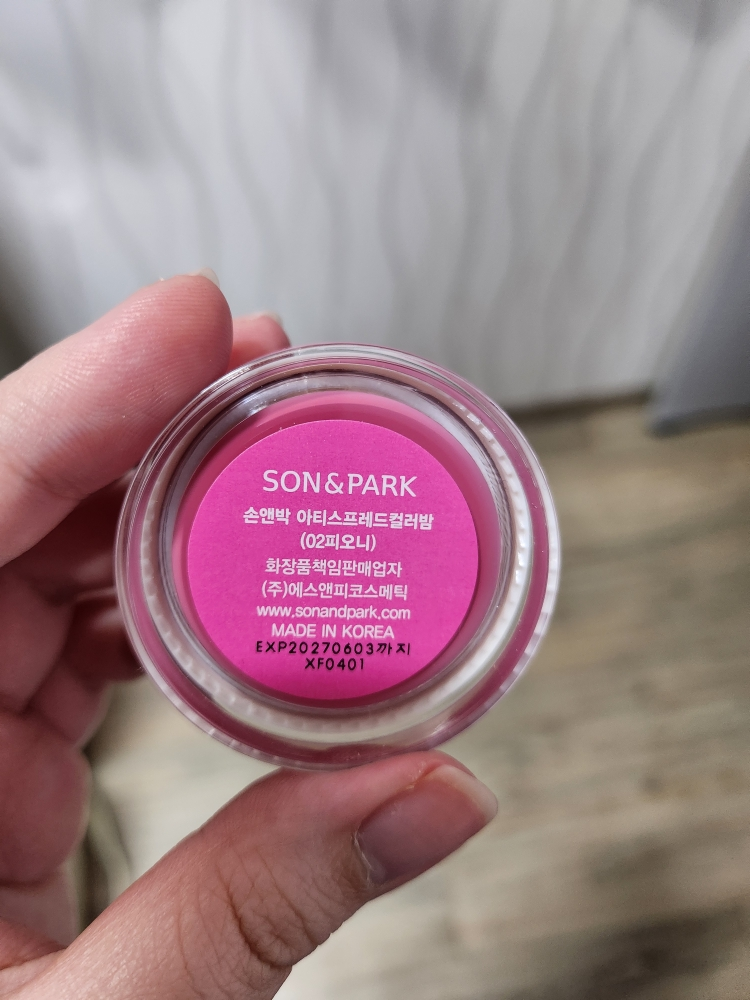 SON&PARK
손앤박 아티스프레드컬러밤
(02피오니)
화장품책임판매업자
(주)에스앤피코스메틱
www.sonandpark.com
MADE IN KOREA
EXP20270603까지
XF0401